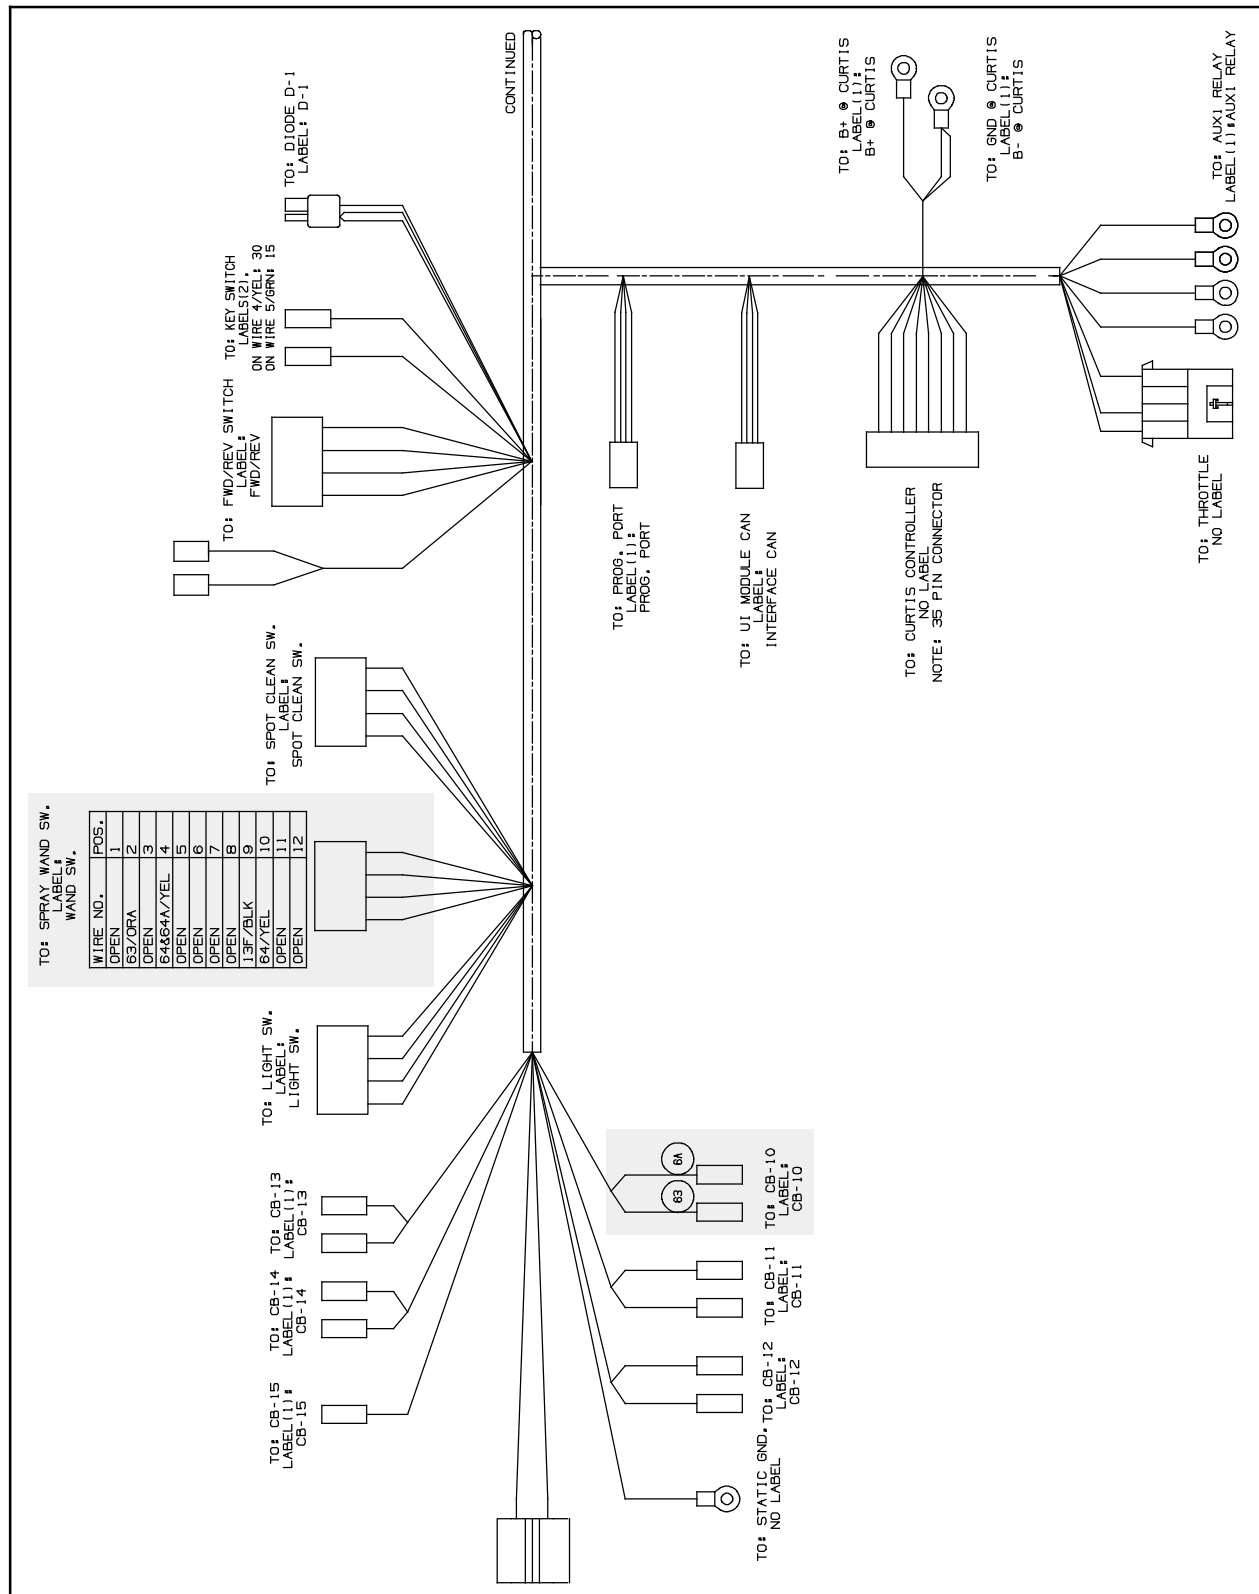 CONTINUED
TO: DIODE D-1
LABEL: D-1
TO: KEY SWITCH
LABELS(2),
ON WIRE 4/YEL: 30
ON WIRE 5/GRN: 15
TO: FWD/REV SWITCH
LABEL:
FWD/REV
TO: SPOT CLEAN SW.
LABEL:
SPOT CLEAN SW.
TO: SPRAY WAND SW.
LABEL:
WAND SW.
WIRE NO. POS.
OPEN 1
63/ORA 2
OPEN 3
64&64A/YEL 4
OPEN 5
OPEN 6
OPEN 7
OPEN 8
13F/BLK 9
64/YEL 10
OPEN 11
OPEN 12
TO: LIGHT SW.
LABEL:
LIGHT SW.
TO: CB-13
LABEL(1):
CB-13
TO: CB-14
LABEL(1):
CB-14
TO: CB-15
LABEL(1):
CB-15
TO: B+ @ CURTIS
LABEL(1):
B+ @ CURTIS
TO: GND @ CURTIS
LABEL(1):
B- @ CURTIS
TO: AUX1 RELAY
LABEL(1):AUX1 RELAY
TO: PROG. PORT
LABEL(1):
PROG. PORT
TO: UI MODULE CAN
LABEL:
INTERFACE CAN
TO: CURTIS CONTROLLER
NO LABEL
NOTE: 35 PIN CONNECTOR
TO: THROTTLE
NO LABEL
63
9A
TO: CB-10
LABEL:
CB-10
TO: CB-11
LABEL:
CB-11
TO: CB-12
LABEL:
CB-12
TO: STATIC GND.
NO LABEL